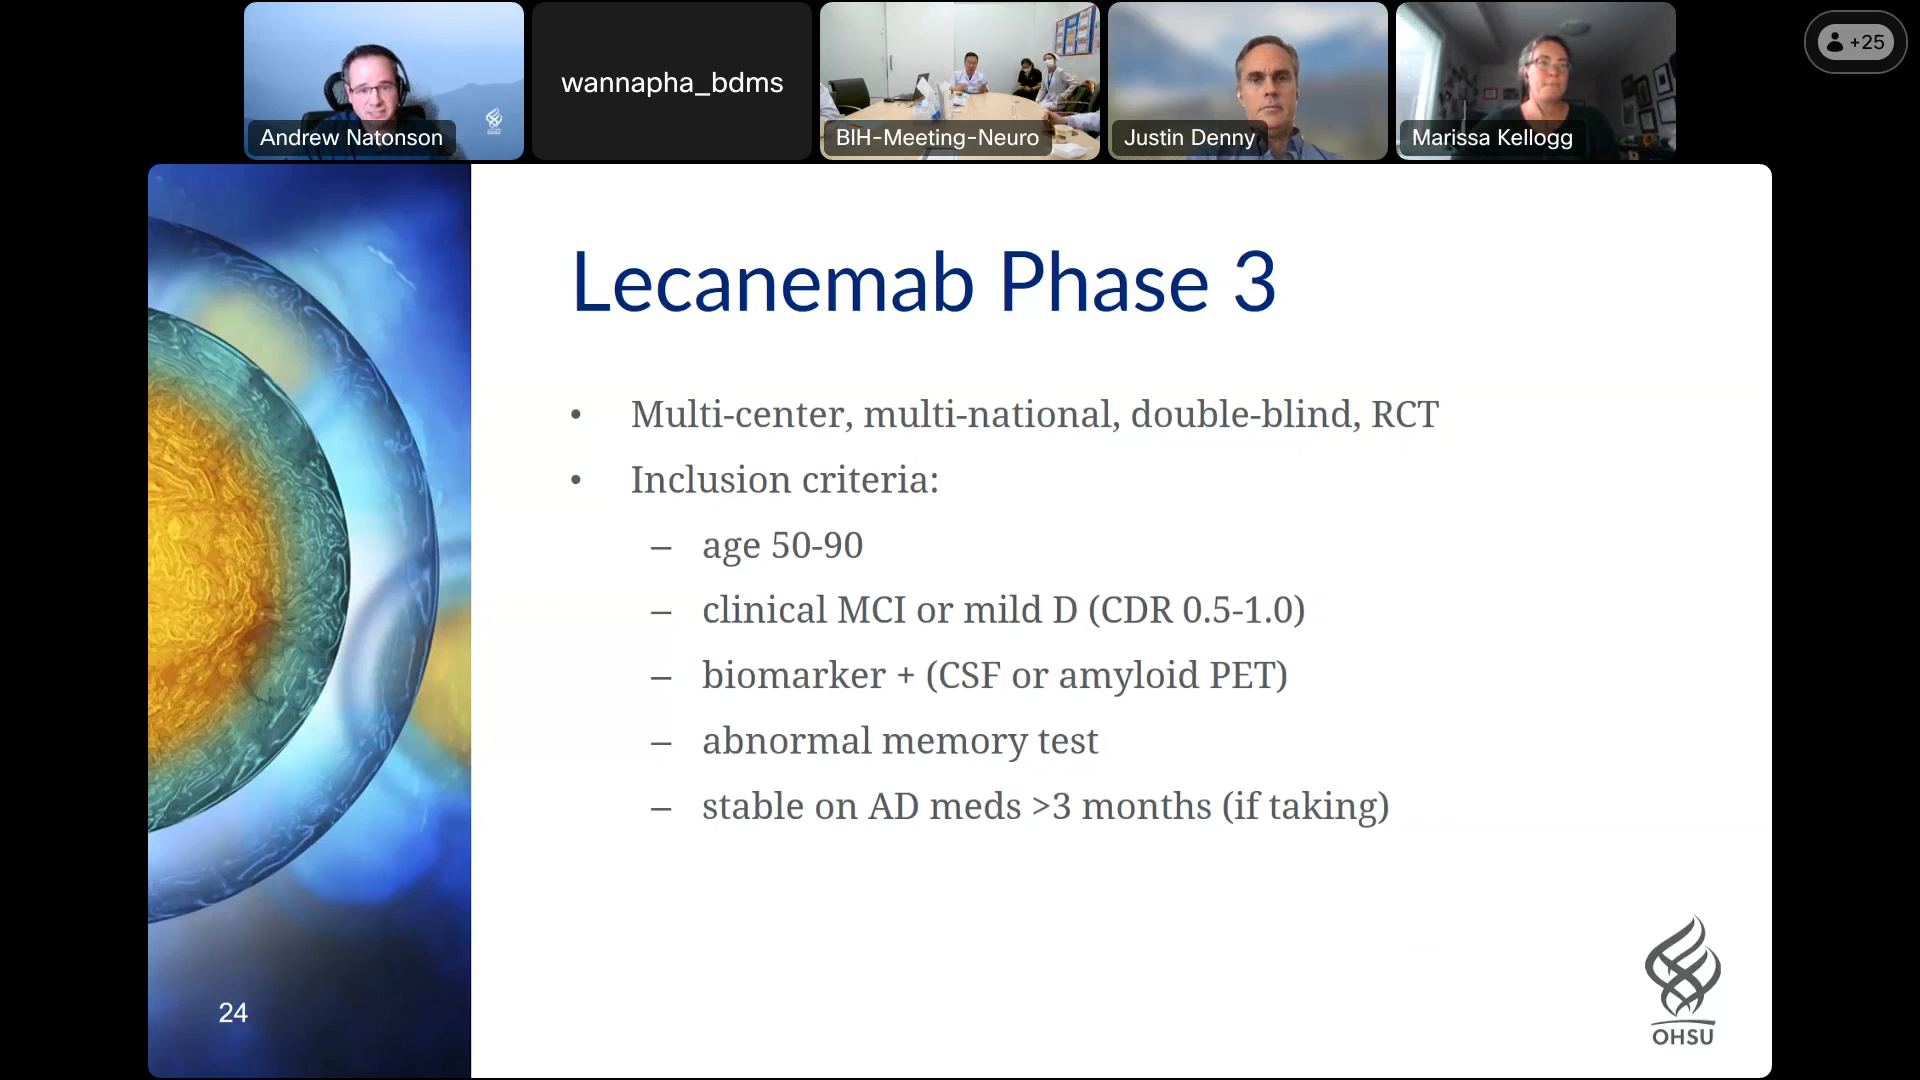 Andrew Natonson
wannapha_bdms
BIH-Meeting-Neuro
Justin Denny
Marissa Kellogg
+25
Lecanemab Phase 3
• Multi-center, multi-national, double-blind, RCT
• Inclusion criteria:
– age 50-90
– clinical MCI or mild D (CDR 0.5-1.0)
– biomarker + (CSF or amyloid PET)
– abnormal memory test
– stable on AD meds >3 months (if taking)
24
OHSU